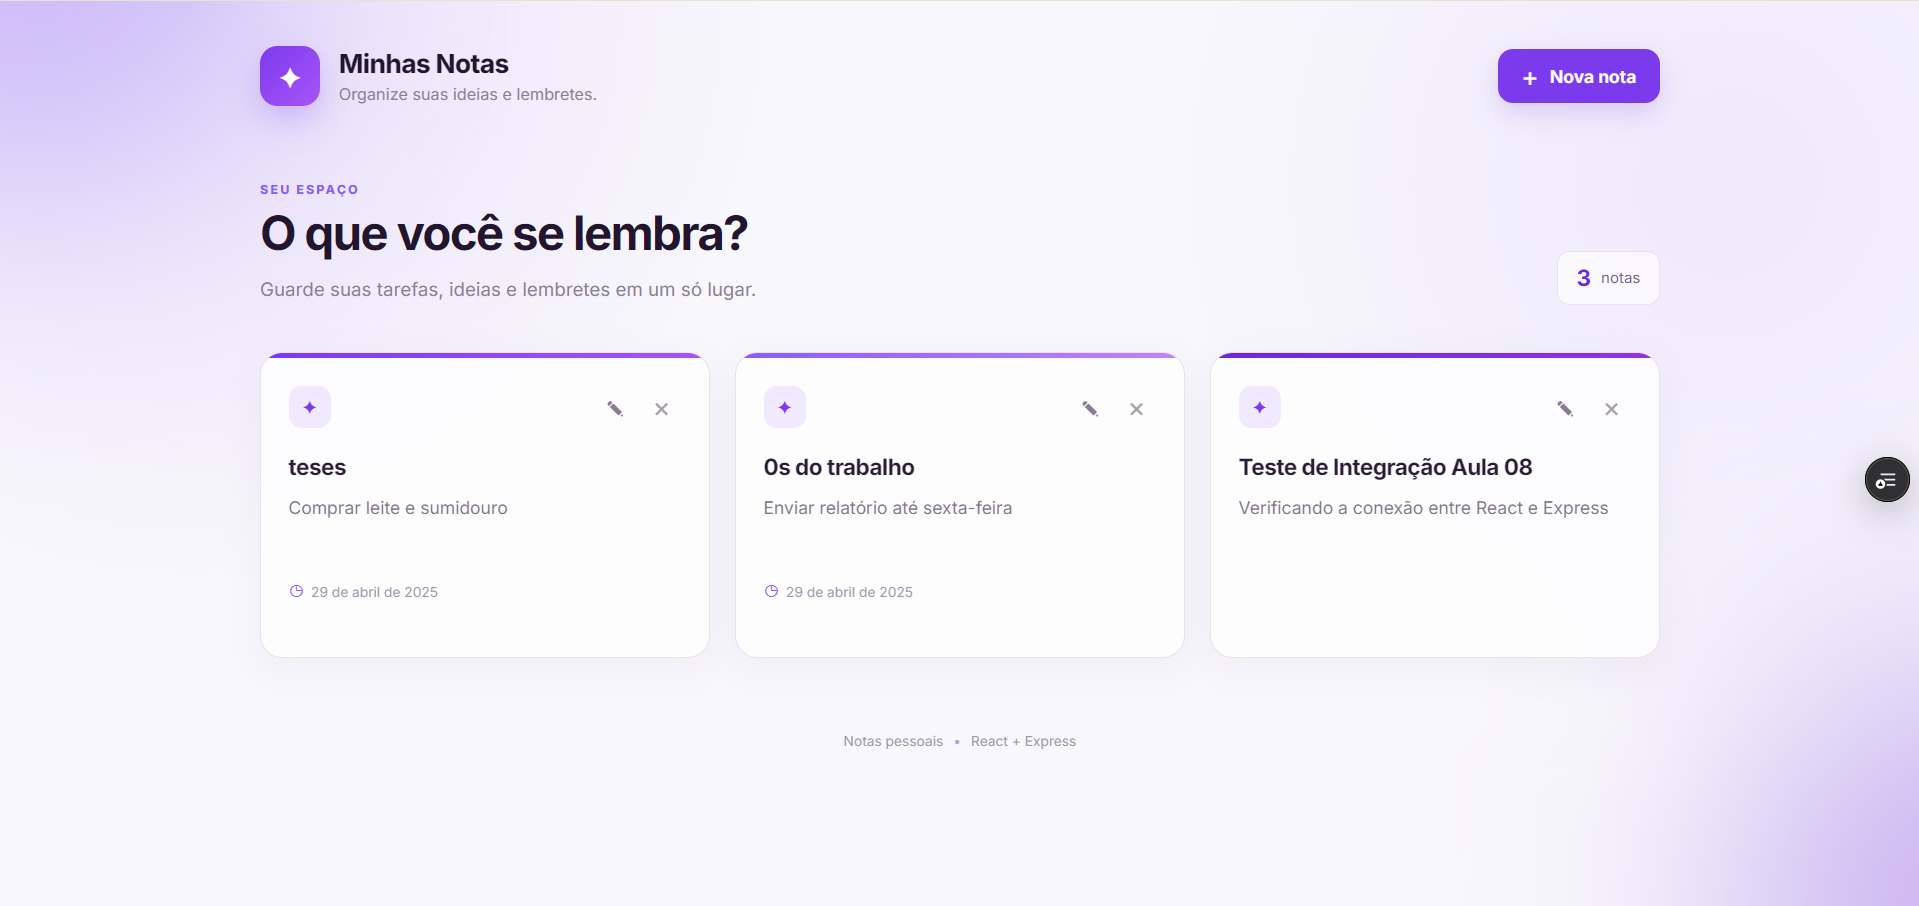 Minhas Notas
Organize suas ideias e lembretes.
+ Nova nota
SEU ESPAÇO
O que você se lembra?
Guarde suas tarefas, ideias e lembretes em um só lugar.
3 notas
teses
Comprar leite e sumidouro
29 de abril de 2025
0s do trabalho
Enviar relatório até sexta-feira
29 de abril de 2025
Teste de Integração Aula 08
Verificando a conexão entre React e Express
Notas pessoais • React + Express